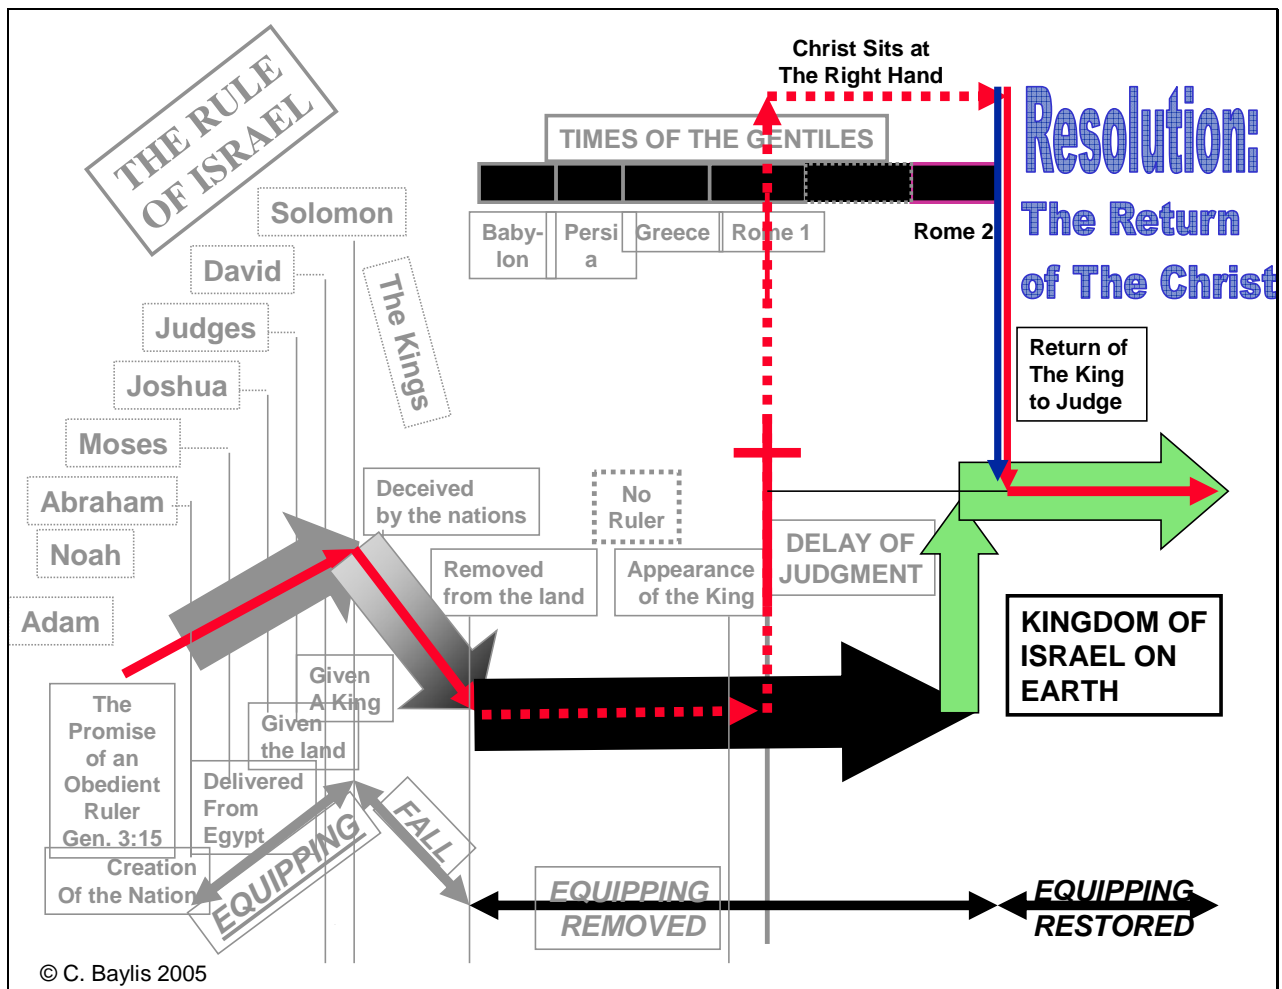 Christ Sits at
The Right Hand
THE RULE
OF ISRAEL
TIMES OF THE GENTILES
Resolution:
The Return
of The Christ
Solomon
Baby-
lon
Persi
a
Greece
Rome 1
Rome 2
David
The Kings
Judges
Joshua
Return of
The King
to Judge
Moses
Abraham
Noah
Adam
Deceived
by the nations
No
Ruler
Removed
from the land
Appearance
of the King
DELAY OF
JUDGMENT
KINGDOM OF
ISRAEL ON
EARTH
Given
A King
Given
the land
The
Promise
of an
Obedient
Ruler
Gen. 3:15
Delivered
From
Egypt
Creation
Of the Nation
EQUIPPING
FALL
EQUIPPING
REMOVED
EQUIPPING
RESTORED
© C. Baylis 2005